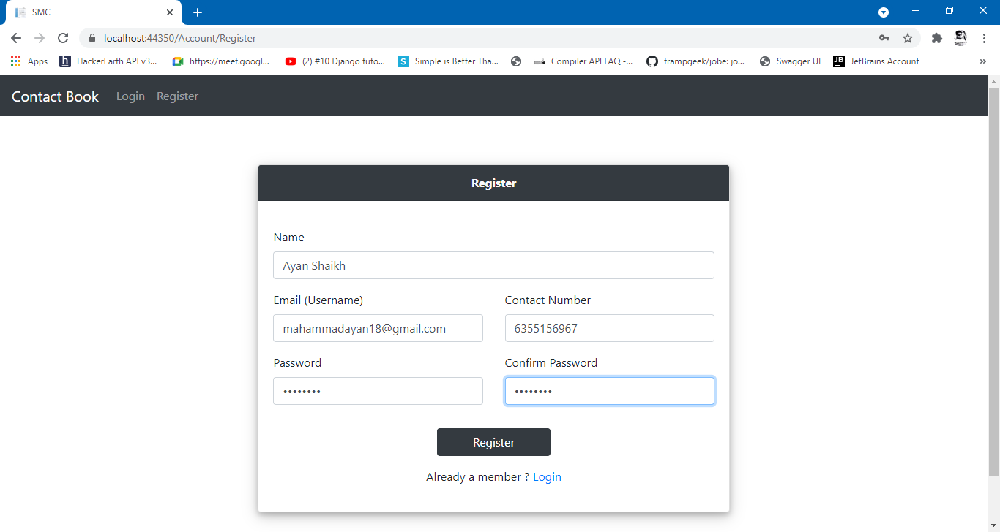 SMC
localhost:44350/Account/Register
Apps HackerEarth API v3... https://meet.googl... (2) #10 Django tuto... Simple is Better Tha... Compiler API FAQ -... trampgeek/jobe: jo... Swagger UI JetBrains Account »
Contact Book Login Register
Register
Name
Ayan Shaikh
Email (Username) Contact Number
mahammadayan18@gmail.com 6355156967
Password Confirm Password
•••••••• ••••••••
Register
Already a member ? Login